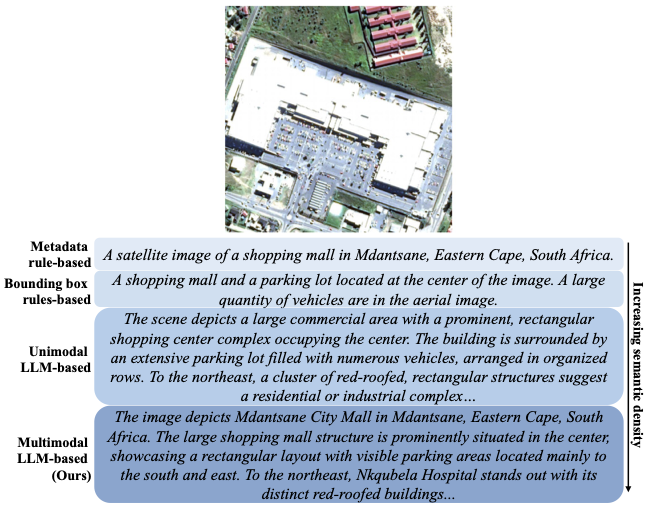 Metadata
rule-based
A satellite image of a shopping mall in Mdantsane, Eastern Cape, South Africa.
Bounding box
rules-based
A shopping mall and a parking lot located at the center of the image. A large
quantity of vehicles are in the aerial image.
Unimodal
LLM-based
The scene depicts a large commercial area with a prominent, rectangular
shopping center complex occupying the center. The building is surrounded by
an extensive parking lot filled with numerous vehicles, arranged in organized
rows. To the northeast, a cluster of red-roofed, rectangular structures suggest
a residential or industrial complex…
Multimodal
LLM-based
(Ours)
The image depicts Mdantsane City Mall in Mdantsane, Eastern Cape, South
Africa. The large shopping mall structure is prominently situated in the center,
showcasing a rectangular layout with visible parking areas located mainly to
the south and east. To the northeast, Nkqubela Hospital stands out with its
distinct red-roofed buildings…
Increasing semantic density